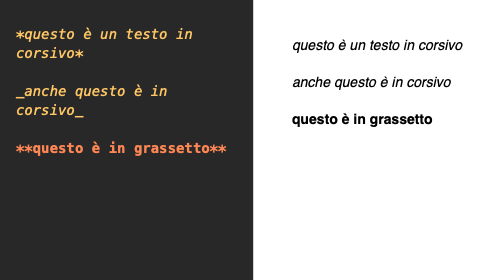 *questo è un testo in
corsivo*
_anche questo è in
corsivo_
**questo è in grassetto**
questo è un testo in corsivo
anche questo è in corsivo
questo è in grassetto